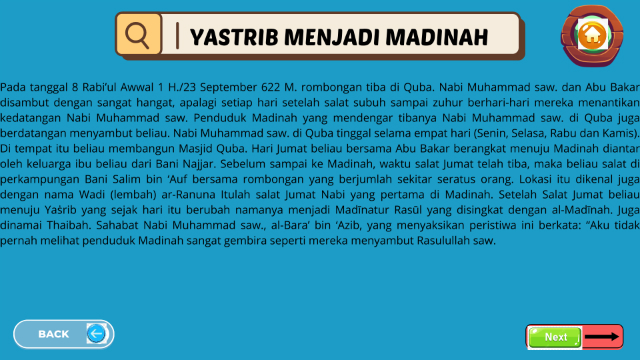 YASTRIB MENJADI MADINAH
Pada tanggal 8 Rabi'ul Awwal 1 H./23 September 622 M. rombongan tiba di Quba. Nabi Muhammad saw. dan Abu Bakar
disambut dengan sangat hangat, apalagi setiap hari setelah salat subuh sampai zuhur berhari-hari mereka menantikan
kedatangan Nabi Muhammad saw. Penduduk Madinah yang mendengar tibanya Nabi Muhammad saw. di Quba juga
berdatangan menyambut beliau. Nabi Muhammad saw. di Quba tinggal selama empat hari (Senin, Selasa, Rabu dan Kamis).
Di tempat itu beliau membangun Masjid Quba. Hari Jumat beliau bersama Abu Bakar berangkat menuju Madinah diantar
oleh keluarga ibu beliau dari Bani Najjar. Sebelum sampai ke Madinah, waktu salat Jumat telah tiba, maka beliau salat di
perkampungan Bani Salim bin 'Auf bersama rombongan yang berjumlah sekitar seratus orang. Lokasi itu dikenal juga
dengan nama Wadi (lembah) ar-Ranuna Itulah salat Jumat Nabi yang pertama di Madinah. Setelah Salat Jumat beliau
menuju Yaśrib yang sejak hari itu berubah namanya menjadi Madīnatur Rasūl yang disingkat dengan al-Madīnah. Juga
dinamai Thaibah. Sahabat Nabi Muhammad saw., al-Bara' bin 'Azib, yang menyaksikan peristiwa ini berkata: "Aku tidak
pernah melihat penduduk Madinah sangat gembira seperti mereka menyambut Rasulullah saw.
BACK
Next